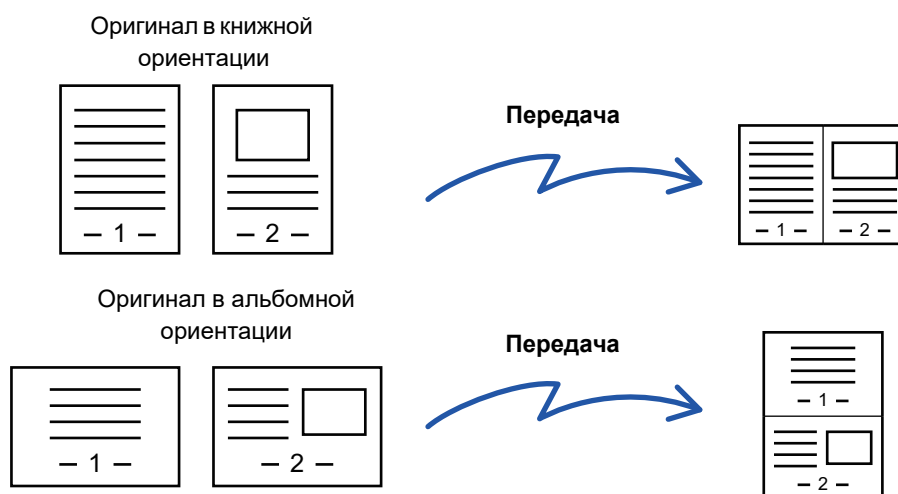 Оригинал в книжной
ориентации
— 1 —
— 2 —
Передача
— 1 —
— 2 —
Оригинал в альбомной
ориентации
— 1 —
— 2 —
Передача
— 1 —
— 2 —